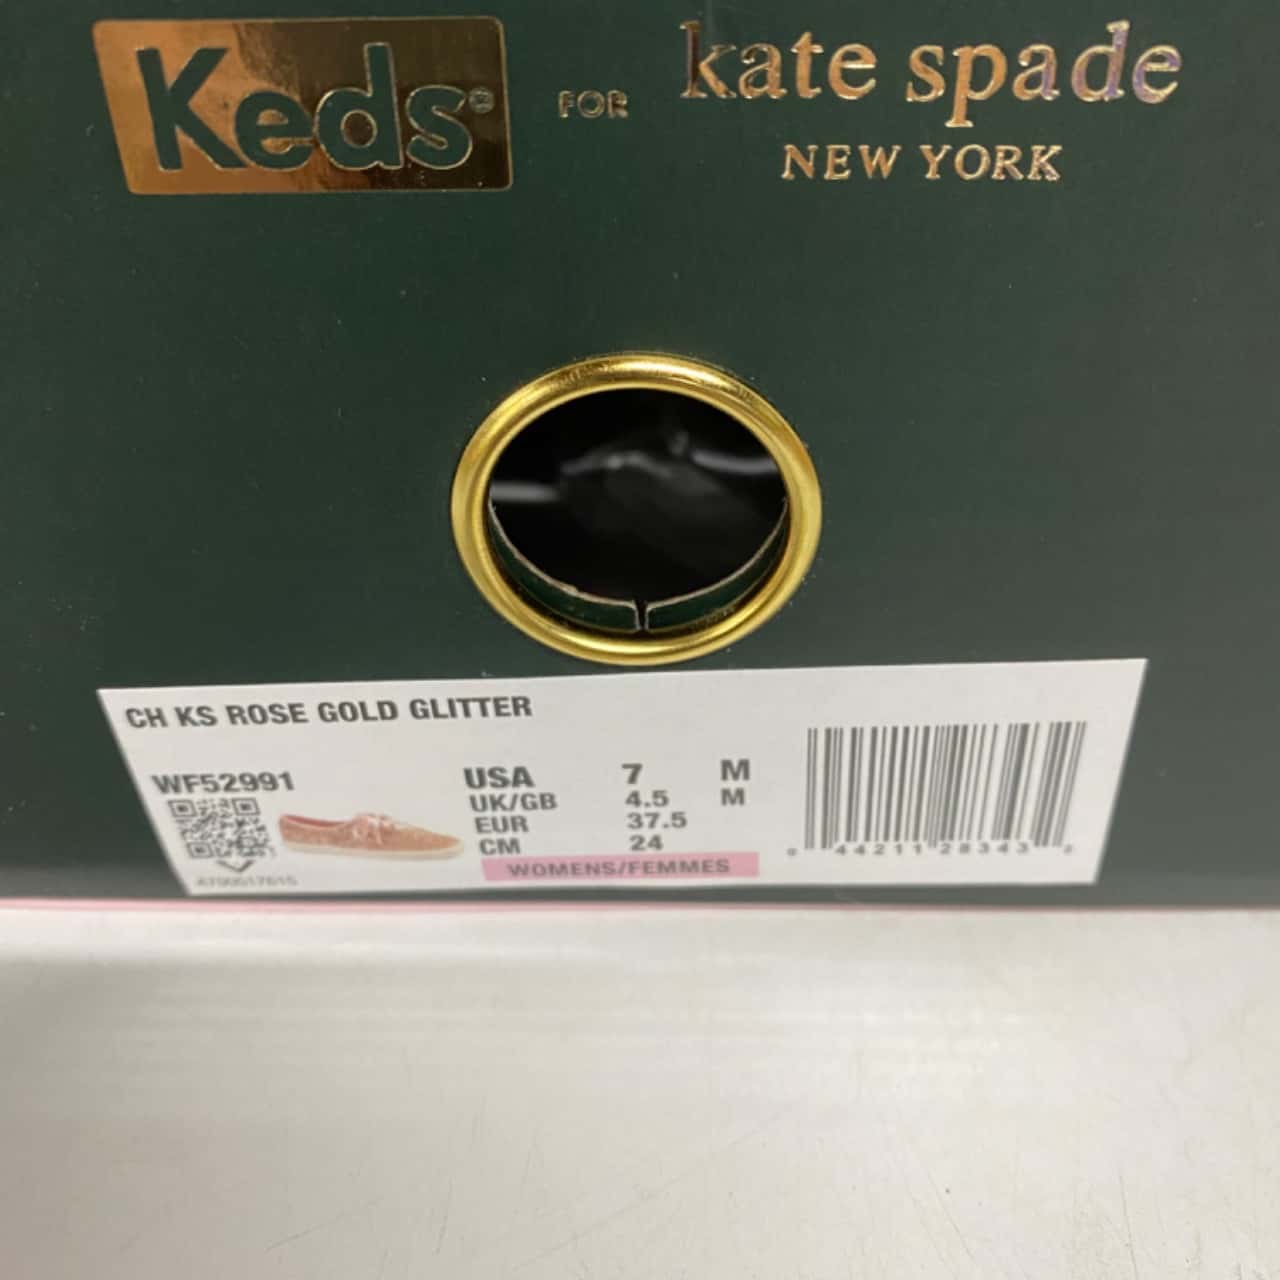 Keds® FOR kate spade
NEW YORK
CH KS ROSE GOLD GLITTER
WF52991
USA 7 M
UK/GB 4.5 M
EUR 37.5
CM 24
WOMENS/FEMMES